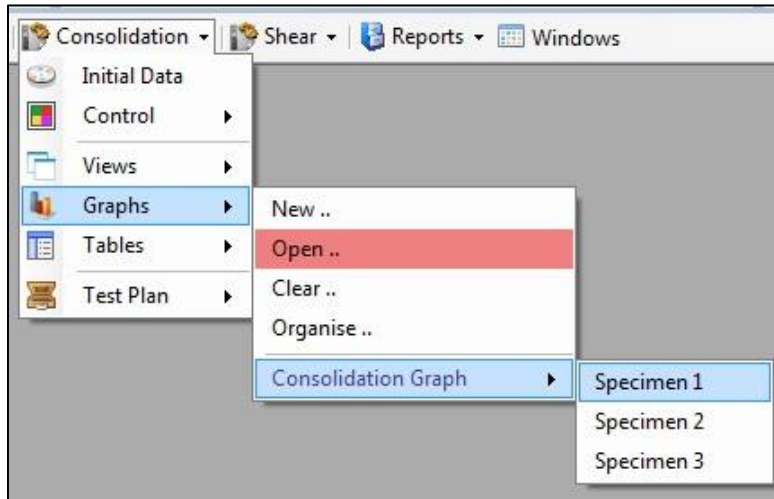 Consolidation Shear Reports Windows
Initial Data
Control
Views
Graphs
Tables
Test Plan
New ..
Open ..
Clear ..
Organise ..
Consolidation Graph
Specimen 1
Specimen 2
Specimen 3